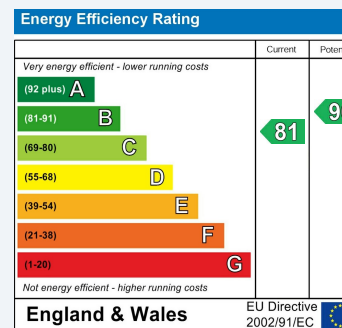 Energy Efficiency Rating
Current
Very energy efficient - lower running costs
(92 plus) A
(81-91) B
(69-80) C
(55-68) D
(39-54) E
(21-38) F
(1-20) G
81
Not energy efficient - higher running costs
England & Wales
EU Directive
2002/91/EC